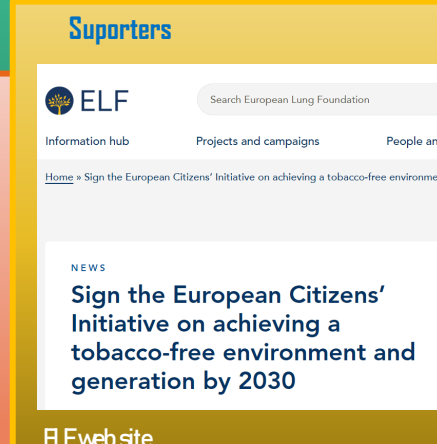 Suporters
ELF
Search European Lung Foundation
Information hub Projects and campaigns People an
Home » Sign the European Citizens' Initiative on achieving a tobacco-free environme
NEWS
Sign the European Citizens'
Initiative on achieving a
tobacco-free environment and
generation by 2030
website